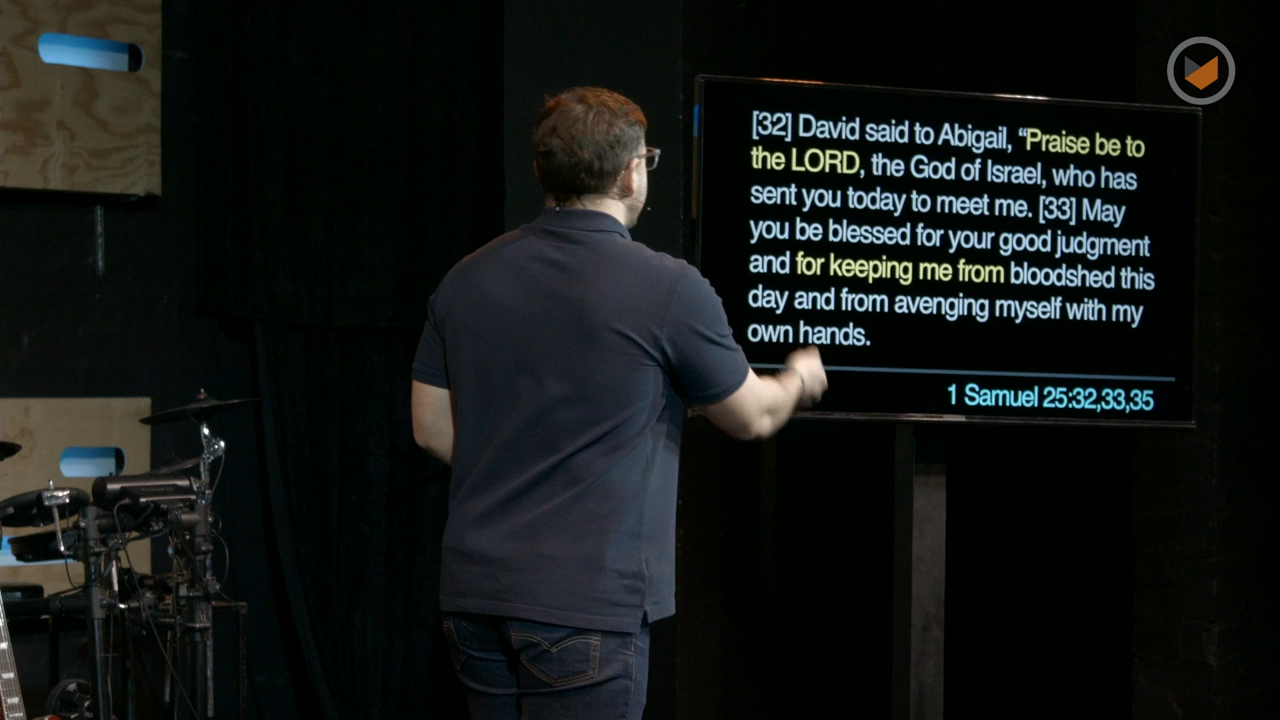 [32] David said to Abigail, “Praise be to
the LORD, the God of Israel, who has
sent you today to meet me. [33] May
you be blessed for your good judgment
and for keeping me from bloodshed this
day and from avenging myself with my
own hands.
1 Samuel 25:32,33,35